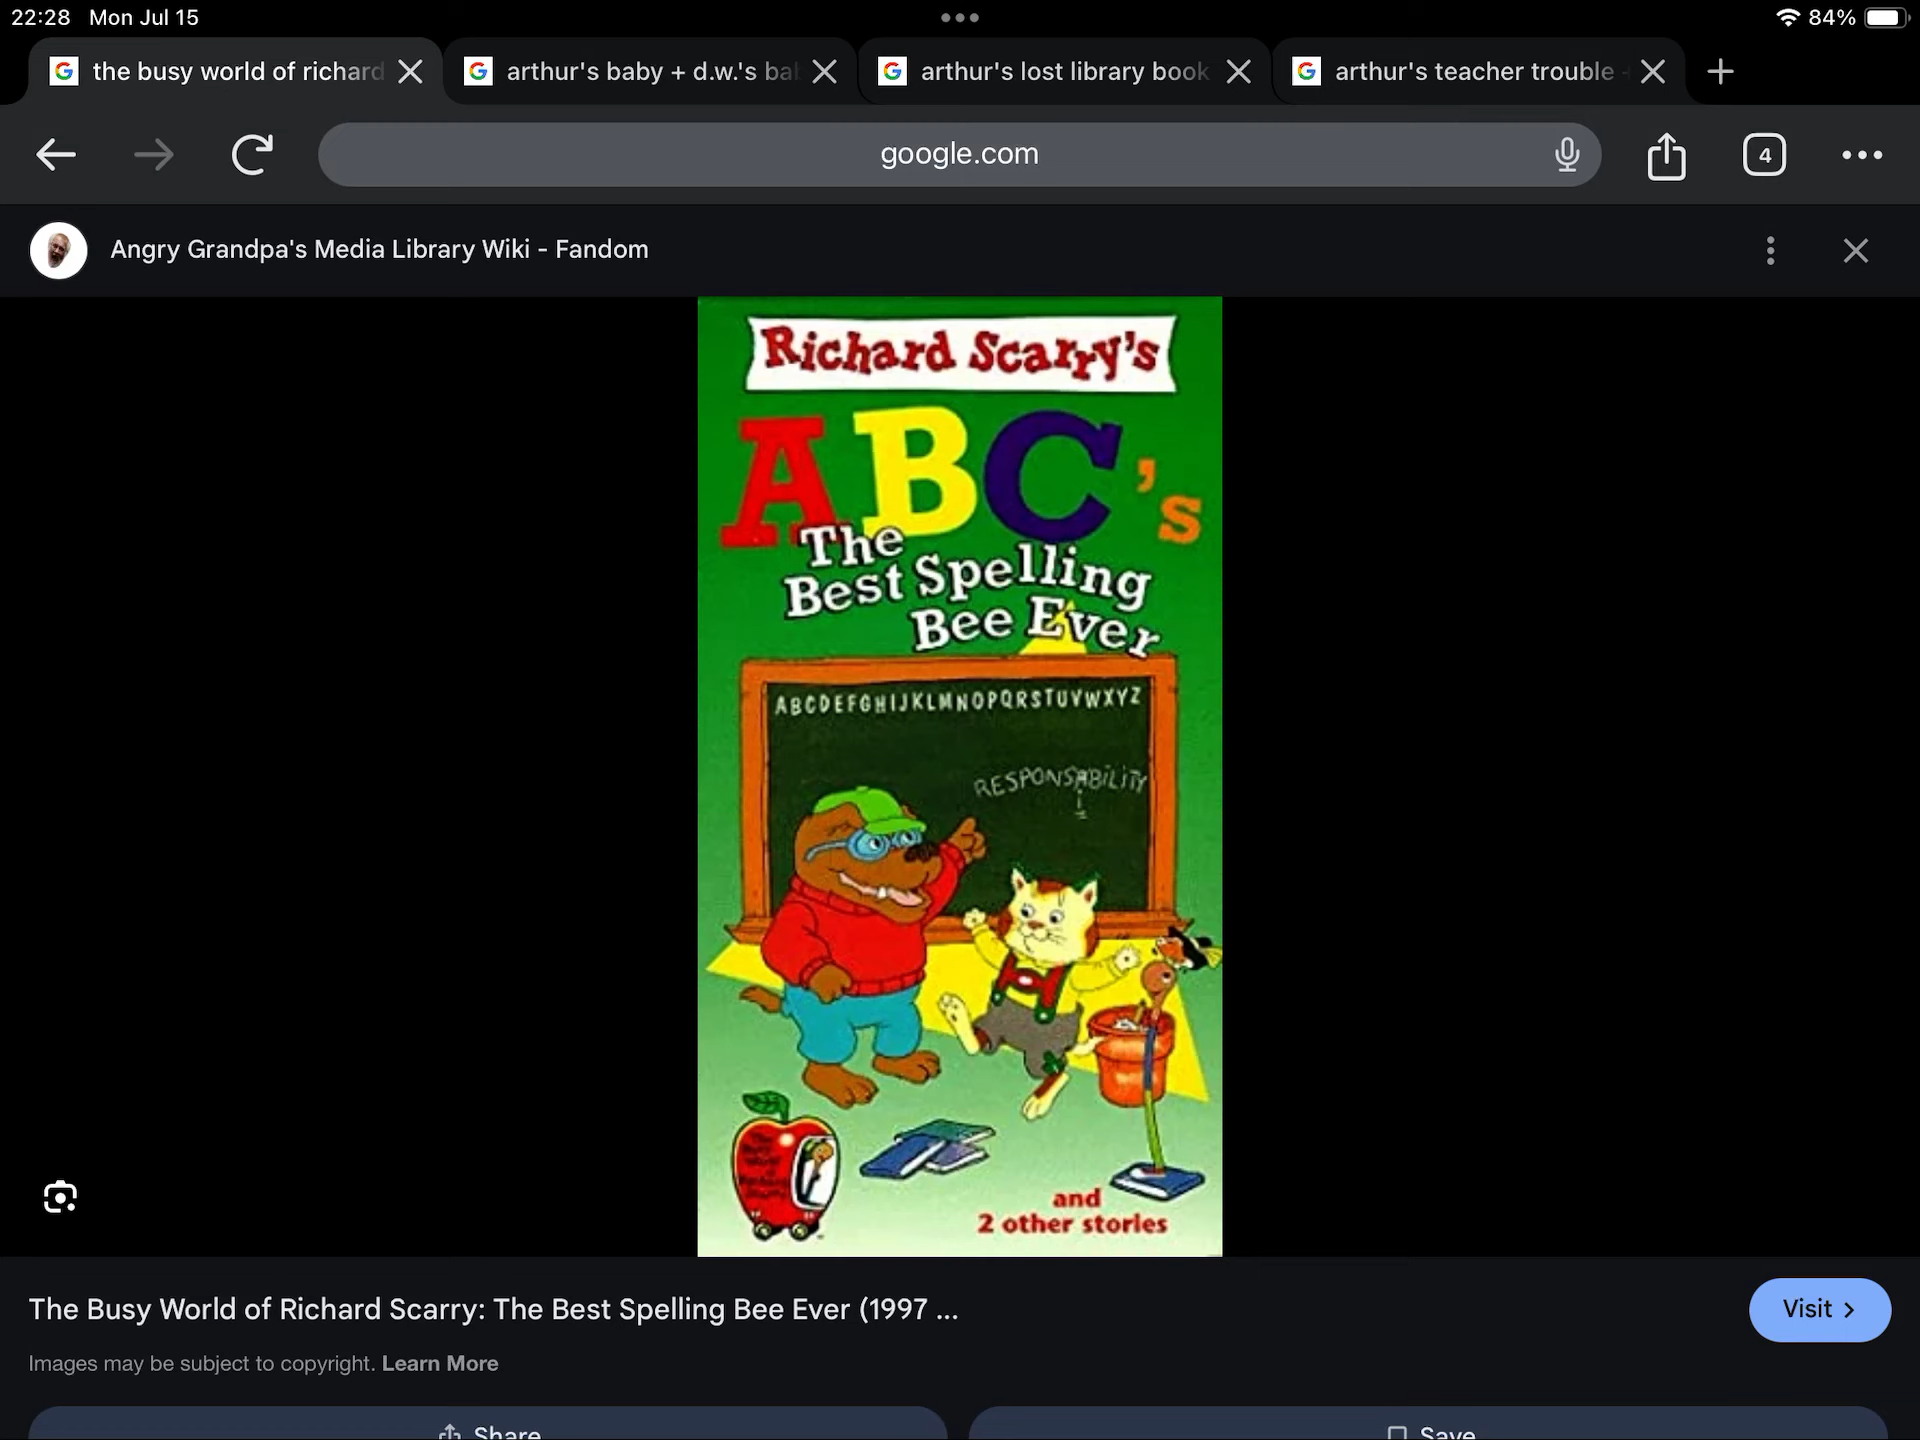 22:28 Mon Jul 15
84%
the busy world of richard
arthur's baby + d.w.'s ba
arthur's lost library book
arthur's teacher trouble
google.com
4
Angry Grandpa's Media Library Wiki - Fandom
Richard Scarry's
ABC's
The
Best Spelling
Bee Ever
ABCDEFGHIJKLMNOPQRSTUVWXYZ
RESPONSABILITY
I
and
2 other stories
The Busy World of Richard Scarry: The Best Spelling Bee Ever (1997 ...
Visit
Images may be subject to copyright. Learn More
Share
Save